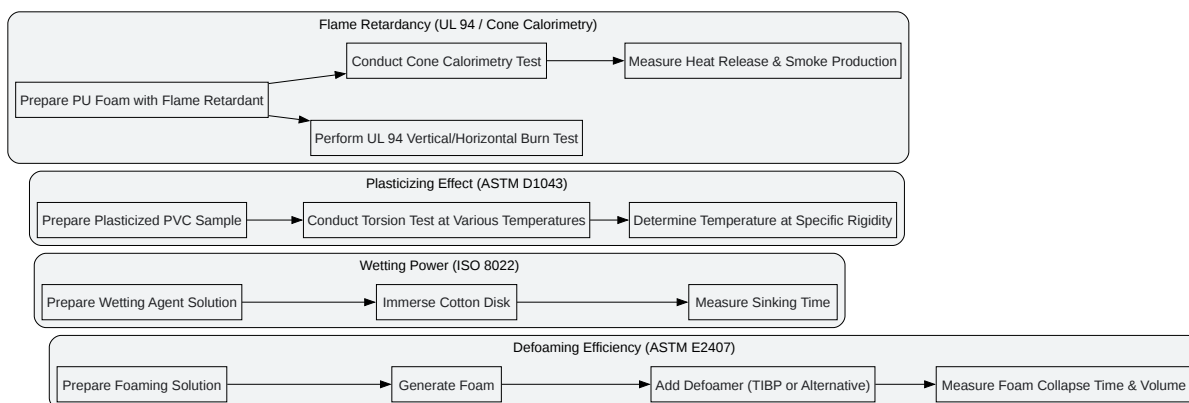 Flame Retardancy (UL 94 / Cone Calorimetry)
Conduct Cone Calorimetry Test
Measure Heat Release & Smoke Production
Prepare PU Foam with Flame Retardant
Perform UL 94 Vertical/Horizontal Burn Test
Plasticizing Effect (ASTM D1043)
Prepare Plasticized PVC Sample
Conduct Torsion Test at Various Temperatures
Determine Temperature at Specific Rigidity
Wetting Power (ISO 8022)
Prepare Wetting Agent Solution
Immerse Cotton Disk
Measure Sinking Time
Defoaming Efficiency (ASTM E2407)
Prepare Foaming Solution
Generate Foam
Add Defoamer (TIBP or Alternative)
Measure Foam Collapse Time & Volume